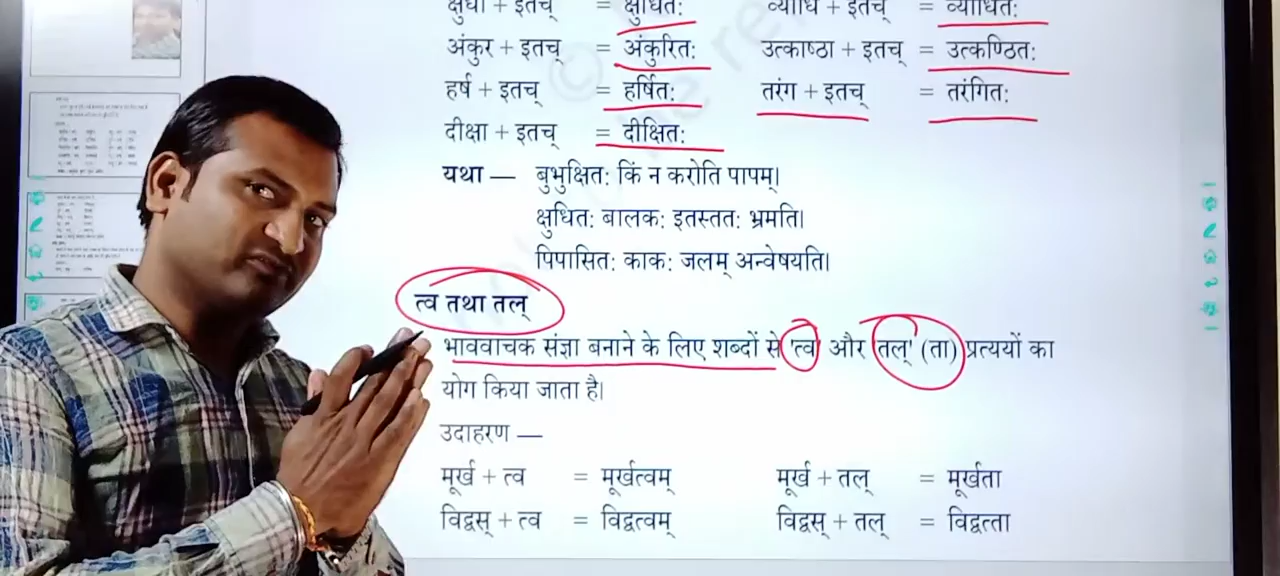 क्षुधा + इतच् = क्षुधितः व्याधि + इतच् = व्याधितः
अंकुर + इतच् = अंकुरितः उत्काष्ठा + इतच् = उत्कण्ठितः
हर्ष + इतच् = हर्षितः तरंग + इतच् = तरंगितः
दीक्षा + इतच् = दीक्षितः
यथा — बुभुक्षितः किं न करोति पापम्।
क्षुधितः बालकः इतस्ततः भ्रमति।
पिपासितः काकः जलम् अन्वेषयति।
त्व तथा तल्
भाववाचक संज्ञा बनाने के लिए शब्दों से 'त्व' और 'तल्' (ता) प्रत्ययों का
योग किया जाता है।
उदाहरण —
मूर्ख + त्व = मूर्खत्वम् मूर्ख + तल् = मूर्खता
विद्वस् + त्व = विद्वत्वम् विद्वस् + तल् = विद्वत्ता